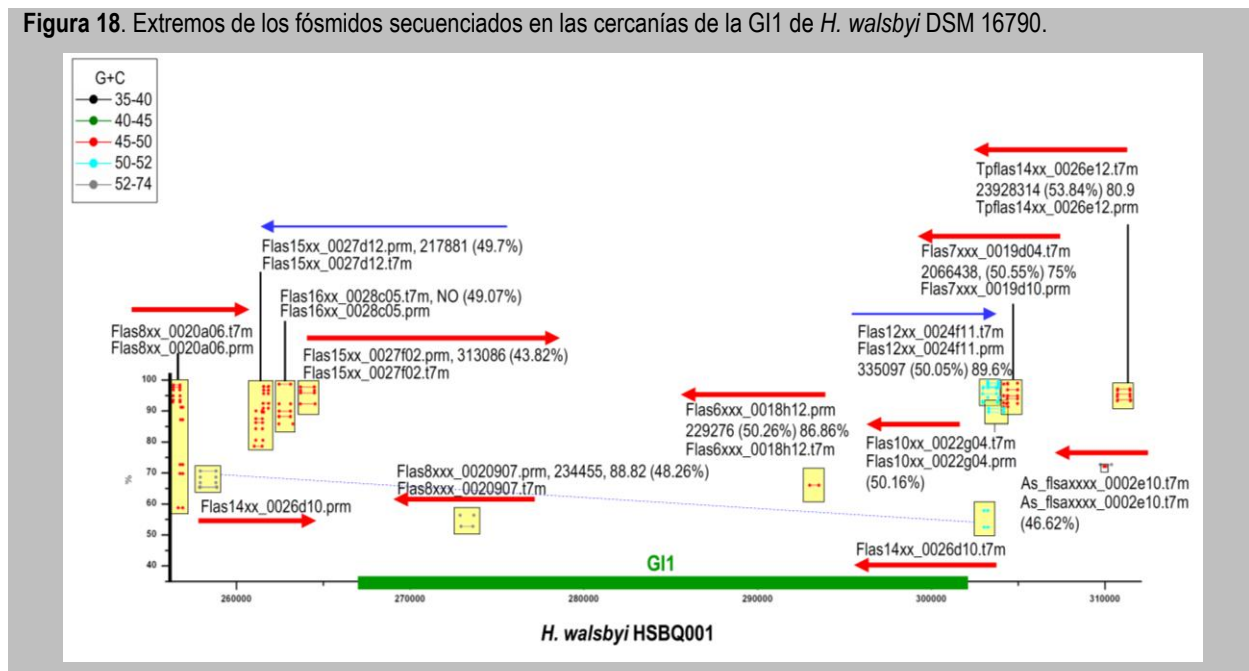 Figura 18. Extremos de los fósmidos secuenciados en las cercanías de la GI1 de H. walsbyi DSM 16790.
G+C
35-40
40-45
45-50
50-52
52-74
Tpflas14xx_0026e12.t7m
23928314 (53.84%) 80.9
Tpflas14xx_0026e12.prm
Flas15xx_0027d12.prm, 217881 (49.7%)
Flas15xx_0027d12.t7m
Flas7xxx_0019d04.t7m
2066438, (50.55%) 75%
Flas7xxx_0019d10.prm
Flas16xx_0028c05.t7m, NO (49.07%)
Flas16xx_0028c05.prm
Flas8xx_0020a06.t7m
Flas8xx_0020a06.prm
Flas15xx_0027f02.prm, 313086 (43.82%)
Flas15xx_0027f02.t7m
Flas12xx_0024f11.t7m
Flas12xx_0024f11.prm
335097 (50.05%) 89.6%
Flas6xxx_0018h12.prm
229276 (50.26%) 86.86%
Flas6xxx_0018h12.t7m
Flas10xx_0022g04.t7m
Flas10xx_0022g04.prm
(50.16%)
Flas8xxx_0020907.prm, 234455, 88.82 (48.26%)
Flas8xxx_0020907.t7m
As_flsaxxxx_0002e10.t7m
As_flsaxxxx_0002e10.t7m
(46.62%)
Flas14xx_0026d10.prm
Flas14xx_0026d10.t7m
100
90
80
70
60
50
40
%
GI1
260000
270000
280000
290000
300000
310000
H. walsbyi HSBQ001